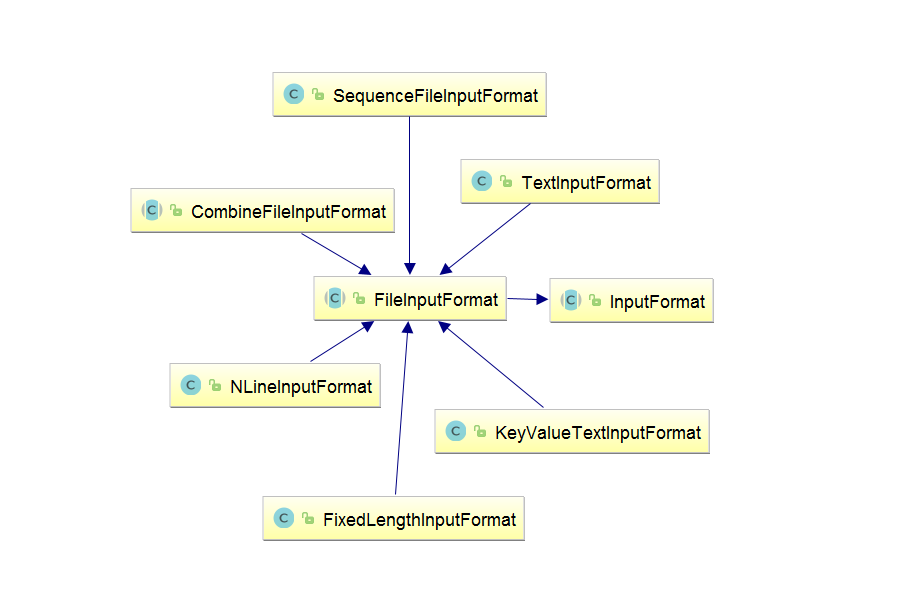 C SequenceFileInputFormat
C TextInputFormat
C CombineFileInputFormat
C FileInputFormat
C InputFormat
C NLineInputFormat
C KeyValueTextInputFormat
C FixedLengthInputFormat